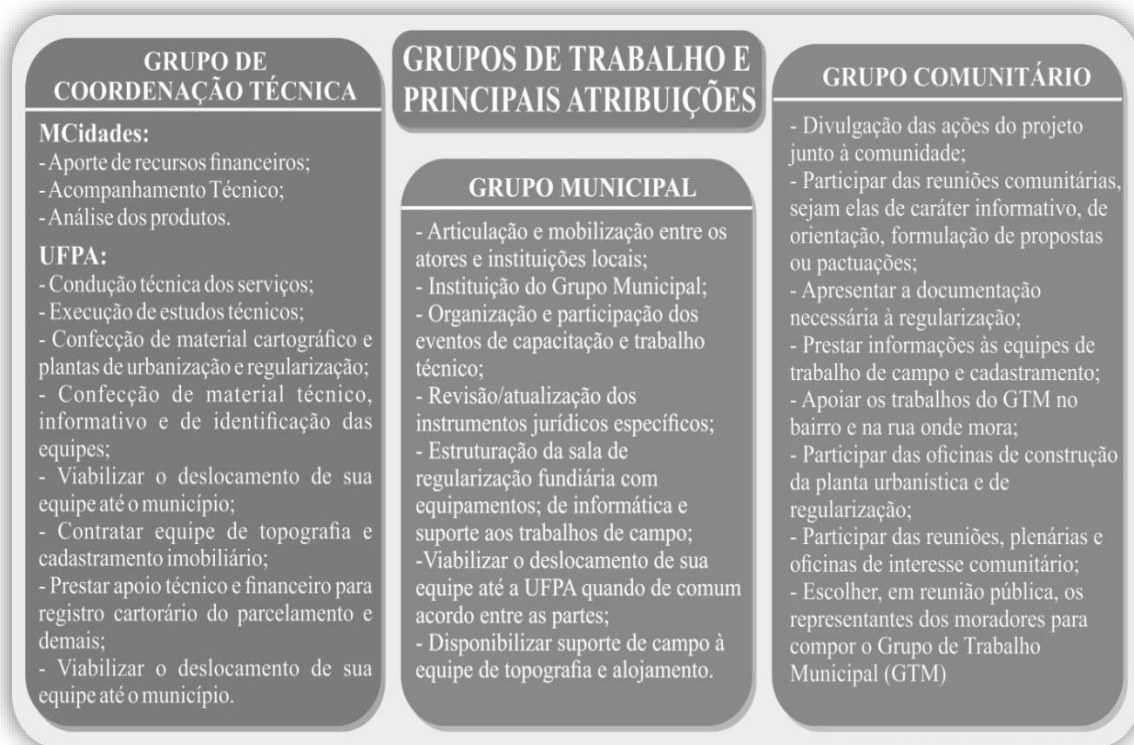 GRUPO DE
COORDENAÇÃO TÉCNICA
MCidades:
- Aporte de recursos financeiros;
- Acompanhamento Técnico;
- Análise dos produtos.
UFPA:
- Condução técnica dos serviços;
- Execução de estudos técnicos;
- Confecção de material cartográfico e
plantas de urbanização e regularização;
- Confecção de material técnico,
informativo e de identificação das
equipes;
- Viabilizar o deslocamento de sua
equipe até o município;
- Contratar equipe de topografia e
cadastramento imobiliário;
- Prestar apoio técnico e financeiro para
registro cartorário do parcelamento e
demais;
- Viabilizar o deslocamento de sua
equipe até o município.
GRUPOS DE TRABALHO E
PRINCIPAIS ATRIBUIÇÕES
GRUPO MUNICIPAL
- Articulação e mobilização entre os
atores e instituições locais;
- Instituição do Grupo Municipal;
- Organização e participação dos
eventos de capacitação e trabalho
técnico;
- Revisão/atualização dos
instrumentos jurídicos específicos;
- Estruturação da sala de
regularização fundiária com
equipamentos; de informática e
suporte aos trabalhos de campo;
-Viabilizar o deslocamento de sua
equipe até a UFPA quando de comum
acordo entre as partes;
- Disponibilizar suporte de campo à
equipe de topografia e alojamento.
GRUPO COMUNITÁRIO
- Divulgação das ações do projeto
junto à comunidade;
- Participar das reuniões comunitárias,
sejam elas de caráter informativo, de
orientação, formulação de propostas
ou pactuações;
- Apresentar a documentação
necessária à regularização;
- Prestar informações às equipes de
trabalho de campo e cadastramento;
- Apoiar os trabalhos do GTM no
bairro e na rua onde mora;
- Participar das oficinas de construção
da planta urbanística e de
regularização;
- Participar das reuniões, plenárias e
oficinas de interesse comunitário;
- Escolher, em reunião pública, os
representantes dos moradores para
compor o Grupo de Trabalho
Municipal (GTM)